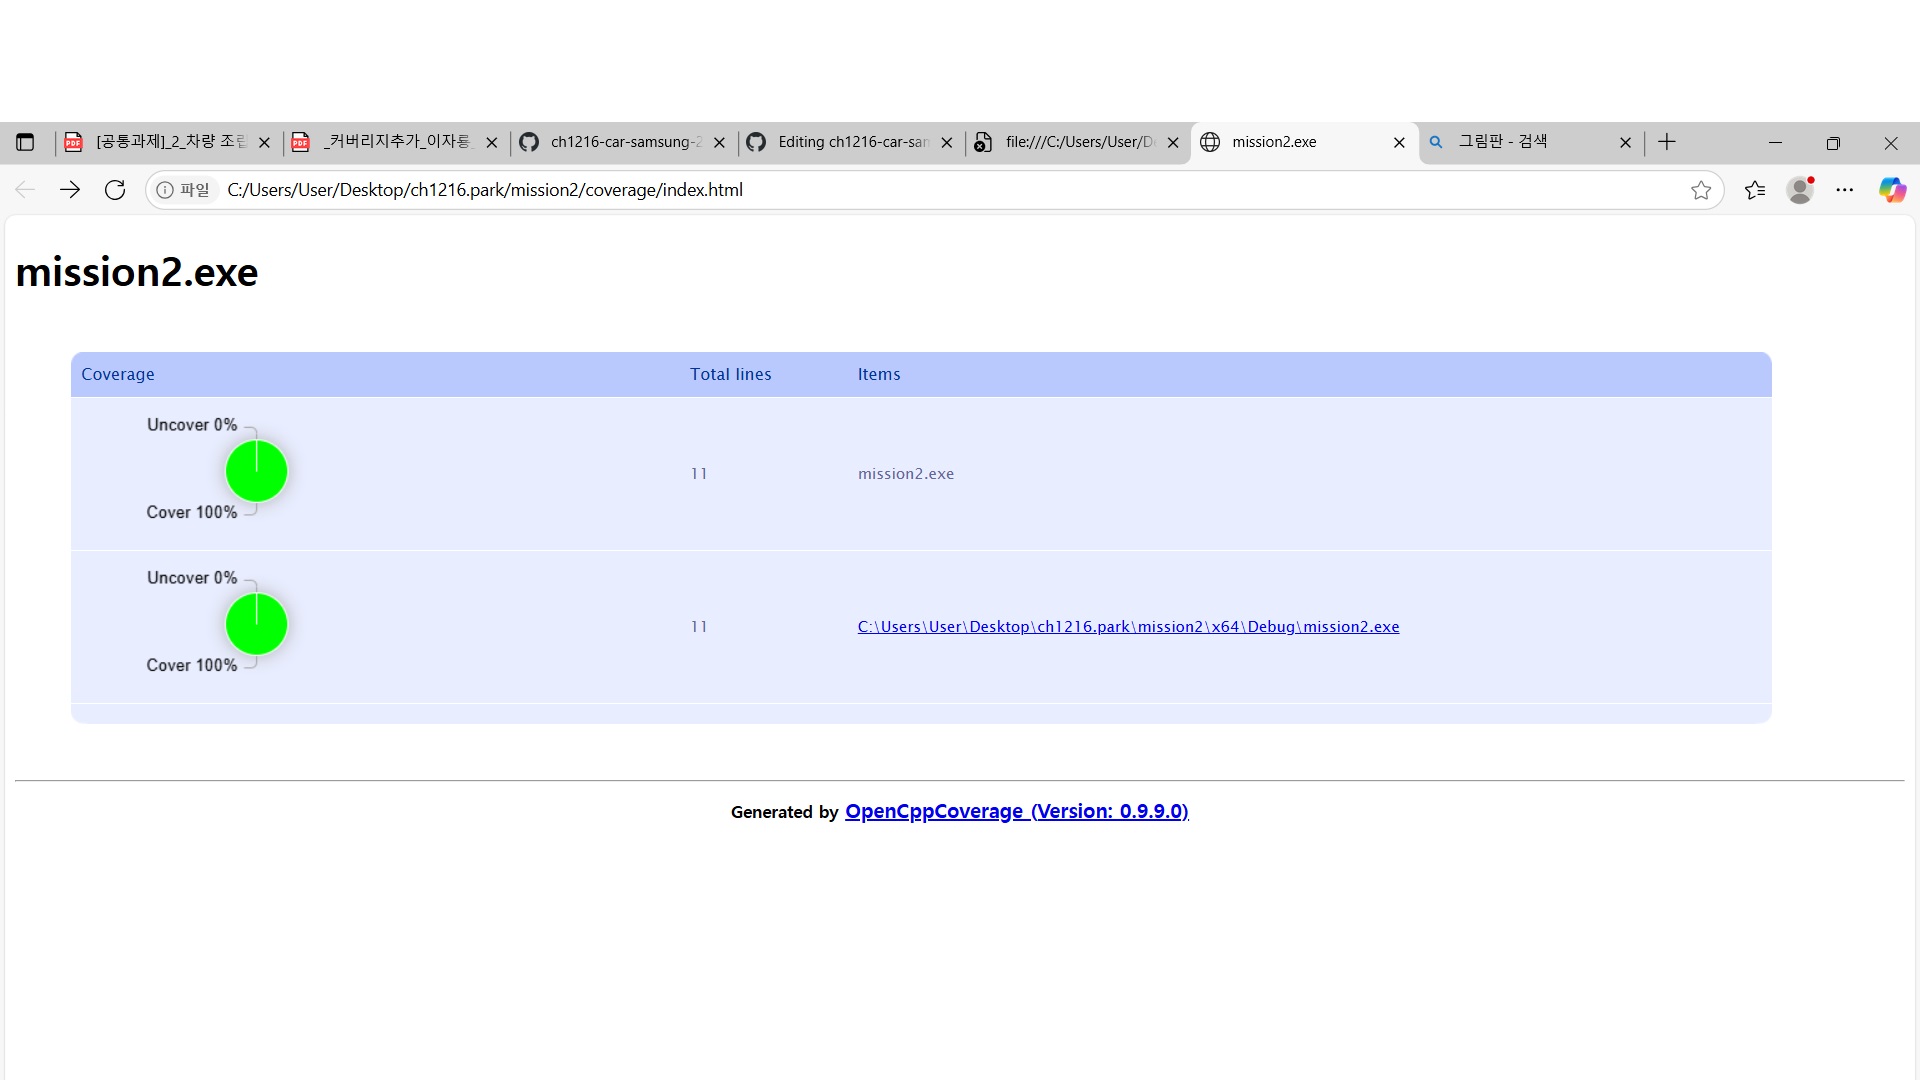 [공통과제]_2_차량 조립
_커버리지추가_이자룡_
ch1216-car-samsung-2
Editing ch1216-car-sam
file:///C:/Users/User/De
mission2.exe
그림판 - 검색
파일
C:/Users/User/Desktop/ch1216.park/mission2/coverage/index.html
mission2.exe
Coverage Total lines Items
Uncover 0%
Cover 100%
11 mission2.exe
Uncover 0%
Cover 100%
11 C:\Users\User\Desktop\ch1216.park\mission2\x64\Debug\mission2.exe
Generated by OpenCppCoverage (Version: 0.9.9.0)